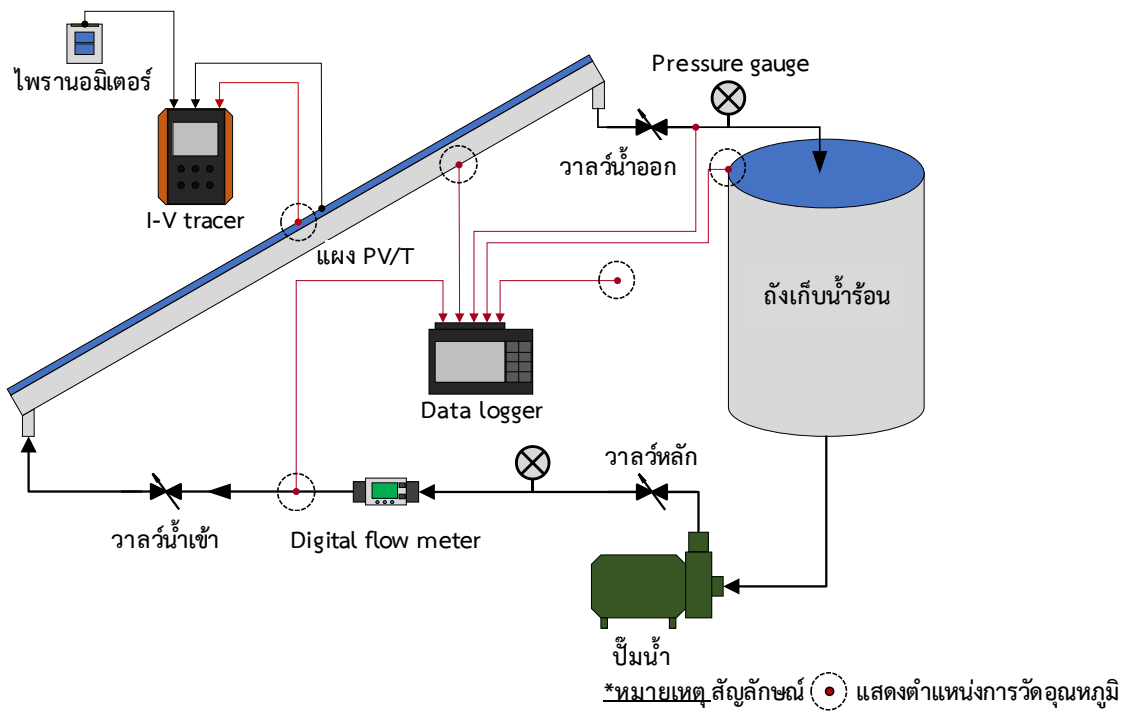 Pressure gauge
ไพรานอมิเตอร์
วาลว์น้ำออก
I-V tracer
แผง PV/T
ถังเก็บน้ำร้อน
Data logger
วาลว์หลัก
วาลว์น้ำเข้า
Digital flow meter
ปั๊มน้ำ
*หมายเหตุ สัญลักษณ์ แสดงตำแหน่งการวัดอุณหภูมิ